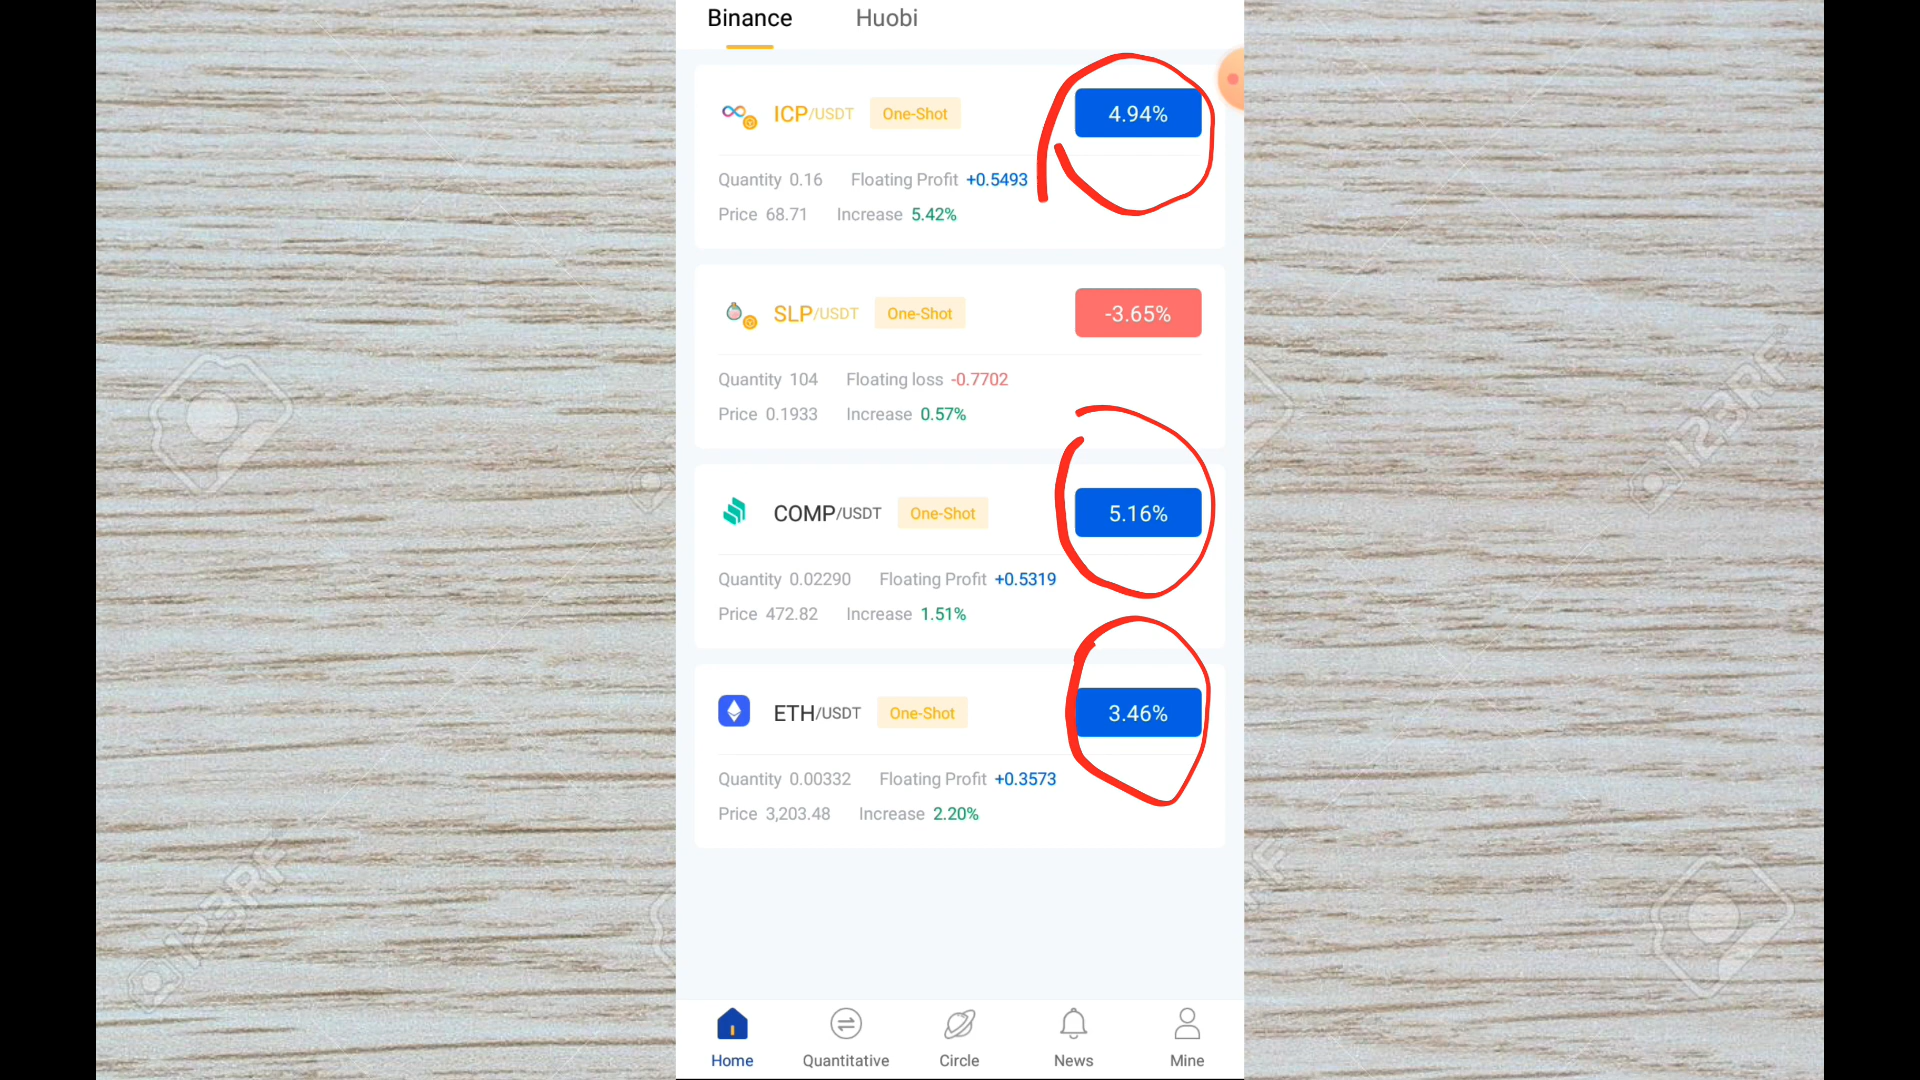 Binance Huobi
ICP/USDT One-Shot 4.94%
Quantity 0.16 Floating Profit +0.5493
Price 68.71 Increase 5.42%
SLP/USDT One-Shot -3.65%
Quantity 104 Floating loss -0.7702
Price 0.1933 Increase 0.57%
COMP/USDT One-Shot 5.16%
Quantity 0.02290 Floating Profit +0.5319
Price 472.82 Increase 1.51%
ETH/USDT One-Shot 3.46%
Quantity 0.00332 Floating Profit +0.3573
Price 3,203.48 Increase 2.20%
Home Quantitative Circle News Mine
123RF
123RF
123RF